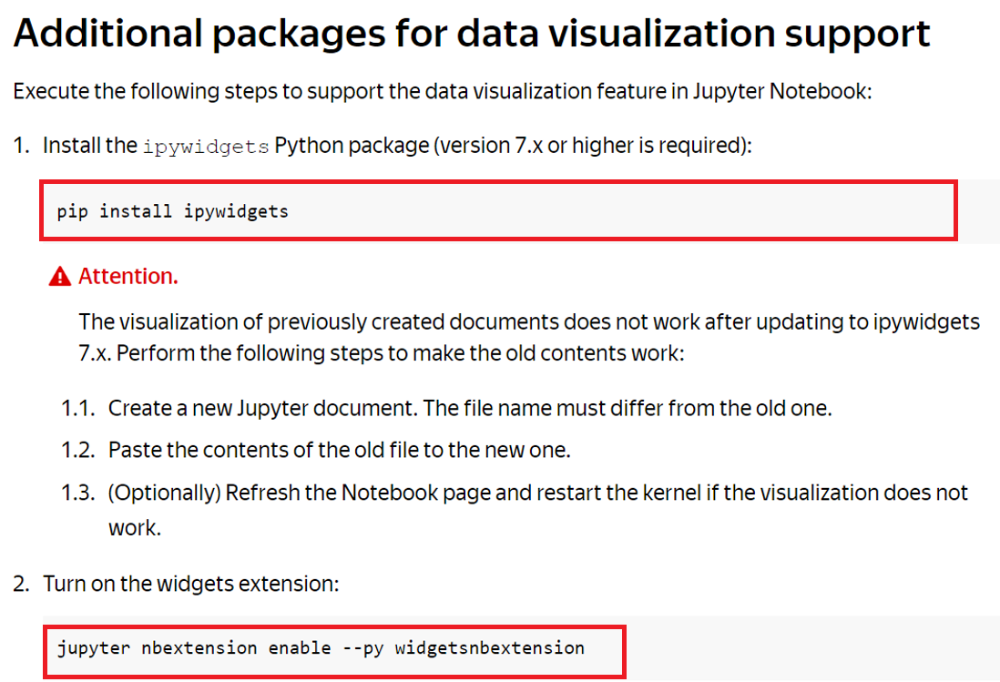 Additional packages for data visualization support
Execute the following steps to support the data visualization feature in Jupyter Notebook:
1. Install the ipywidgets Python package (version 7.x or higher is required):
pip install ipywidgets
Attention.
The visualization of previously created documents does not work after updating to ipywidgets
7.x. Perform the following steps to make the old contents work:
1.1. Create a new Jupyter document. The file name must differ from the old one.
1.2. Paste the contents of the old file to the new one.
1.3. (Optionally) Refresh the Notebook page and restart the kernel if the visualization does not
work.
2. Turn on the widgets extension:
jupyter nbextension enable --py widgetsnbextension